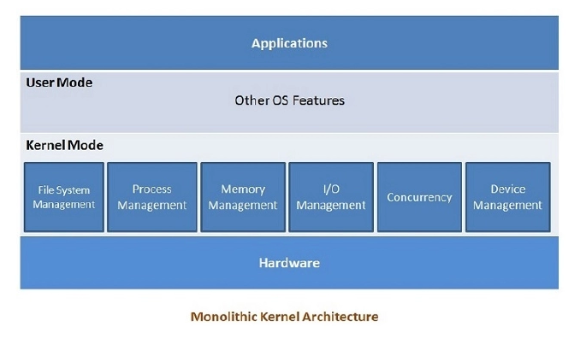 Applications
User Mode
Other OS Features
Kernel Mode
File System
Management
Process
Management
Memory
Management
I/O
Management
Concurrency
Device
Management
Hardware
Monolithic Kernel Architecture